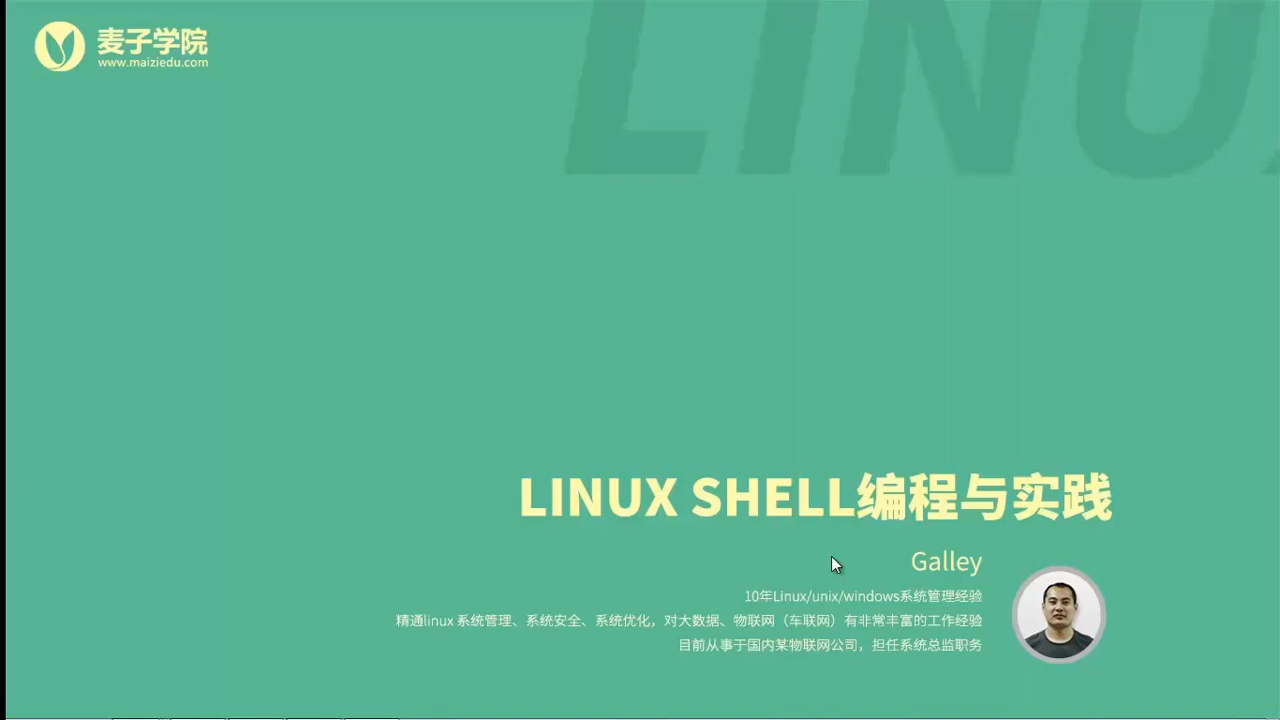 麦子学院
www.maiziedu.com
LINUX
LINUX SHELL编程与实践
Galley
10年Linux/unix/windows系统管理经验
精通linux 系统管理、系统安全、系统优化，对大数据、物联网（车联网）有非常丰富的工作经验
目前从事于国内某物联网公司，担任系统总监职务